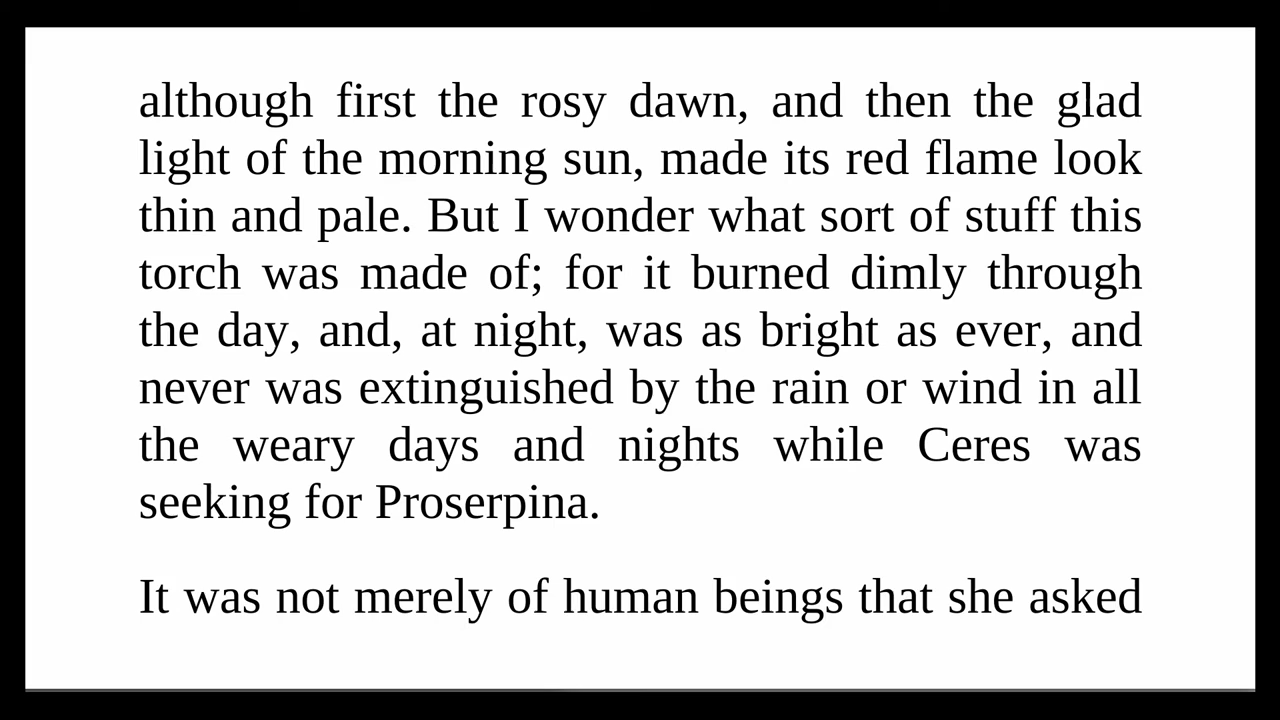 although first the rosy dawn, and then the glad
light of the morning sun, made its red flame look
thin and pale. But I wonder what sort of stuff this
torch was made of; for it burned dimly through
the day, and, at night, was as bright as ever, and
never was extinguished by the rain or wind in all
the weary days and nights while Ceres was
seeking for Proserpina.
It was not merely of human beings that she asked